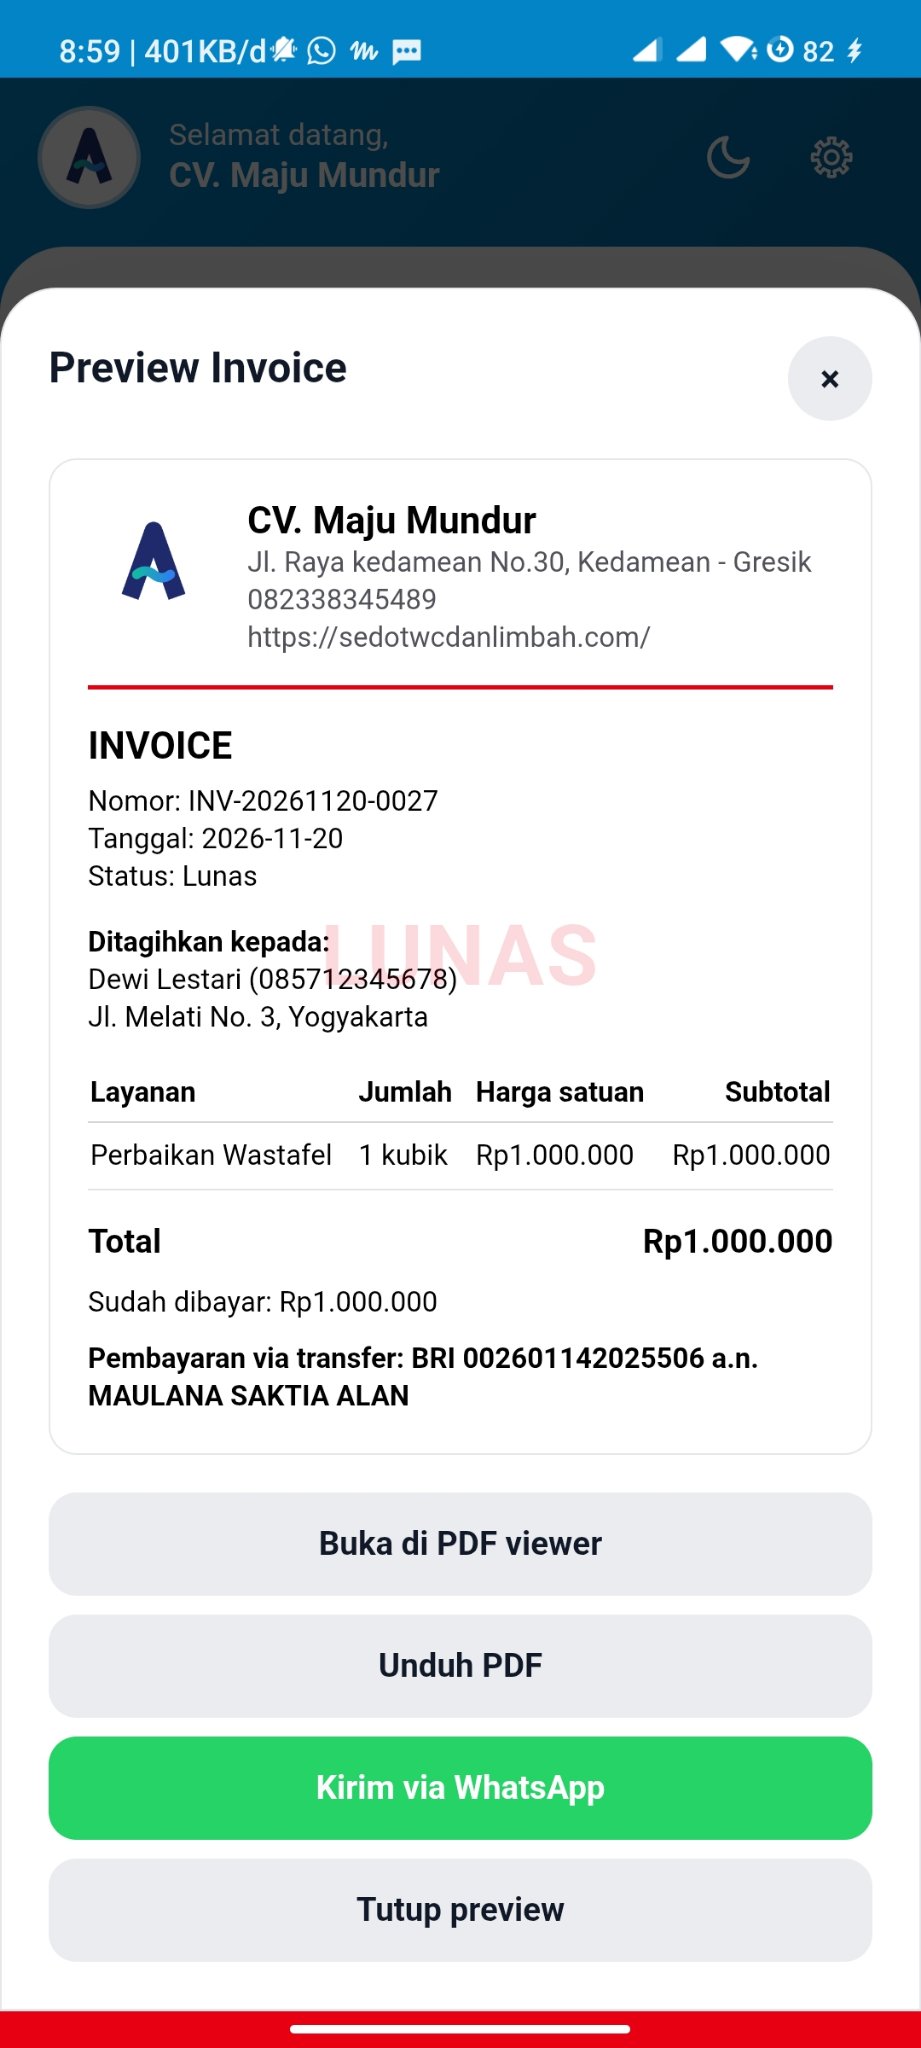 8:59 | 401KB/d
82
Selamat datang,
CV. Maju Mundur
Preview Invoice
×
CV. Maju Mundur
Jl. Raya kedamean No.30, Kedamean - Gresik
082338345489
https://sedotwcdanlimbah.com/
INVOICE
Nomor: INV-20261120-0027
Tanggal: 2026-11-20
Status: Lunas
LUNAS
Ditagihkan kepada:
Dewi Lestari (085712345678)
Jl. Melati No. 3, Yogyakarta
Layanan Jumlah Harga satuan Subtotal
Perbaikan Wastafel 1 kubik Rp1.000.000 Rp1.000.000
Total Rp1.000.000
Sudah dibayar: Rp1.000.000
Pembayaran via transfer: BRI 002601142025506 a.n.
MAULANA SAKTIA ALAN
Buka di PDF viewer
Unduh PDF
Kirim via WhatsApp
Tutup preview